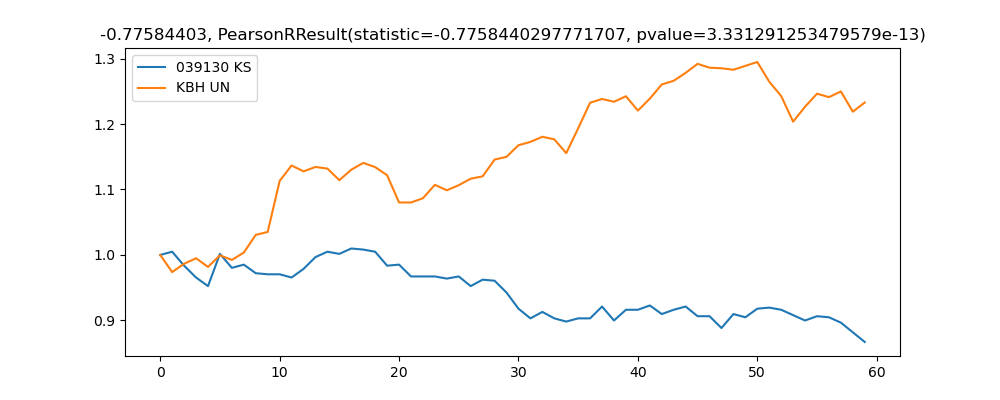 -0.77584403, PearsonRResult(statistic=-0.7758440297771707, pvalue=3.331291253479579e-13)
039130 KS
KBH UN
1.3
1.2
1.1
1.0
0.9
0 10 20 30 40 50 60